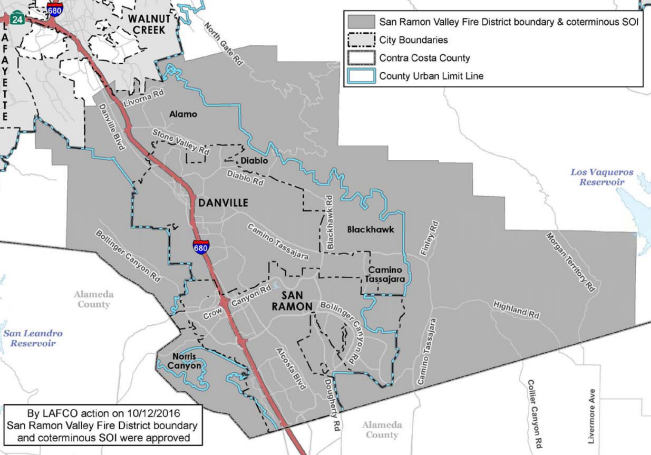 680
24
WALNUT
CREEK
LAFAYETTE
North Gate Rd
San Ramon Valley Fire District boundary & coterminous SOI
City Boundaries
Contra Costa County
County Urban Limit Line
Livorna Rd
Danville Blvd
Alamo
Stone Valley Rd
Diablo
Diablo Rd
Los Vaqueros
Reservoir
DANVILLE
Blackhawk Rd
Blackhawk
Camino Tassajara
Finley Rd
Morgan Territory Rd
680
Bollinger Canyon Rd
Camino
Tassajara
Alameda
County
Crow Canyon Rd
SAN
RAMON
Bollinger Canyon Rd
Highland Rd
San Leandro
Reservoir
Norris
Canyon
Alcosta Blvd
Dougherty Rd
Camino Tassajara
Collier Canyon Rd
Livermore Ave
Alameda
County
By LAFCO action on 10/12/2016
San Ramon Valley Fire District boundary
and coterminous SOI were approved